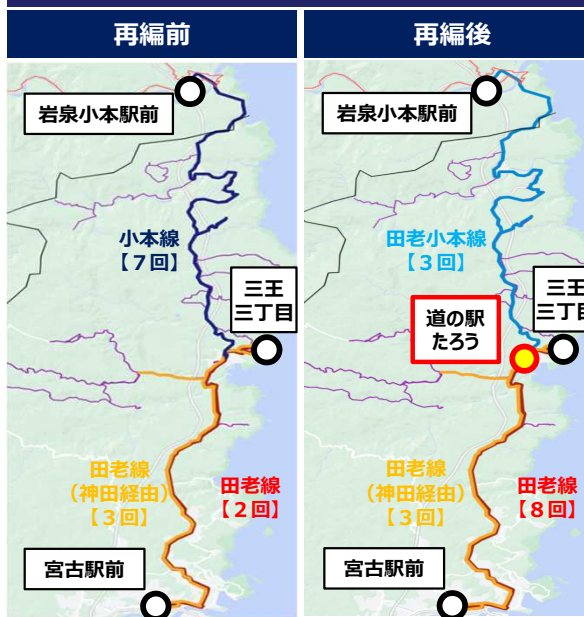 再編前
岩泉小本駅前
小本線
【７回】
三王
三丁目
田老線
（神田経由）
【３回】
田老線
【２回】
宮古駅前
再編後
岩泉小本駅前
田老小本線
【３回】
三王
三丁目
道の駅
たろう
田老線
（神田経由）
【３回】
田老線
【８回】
宮古駅前